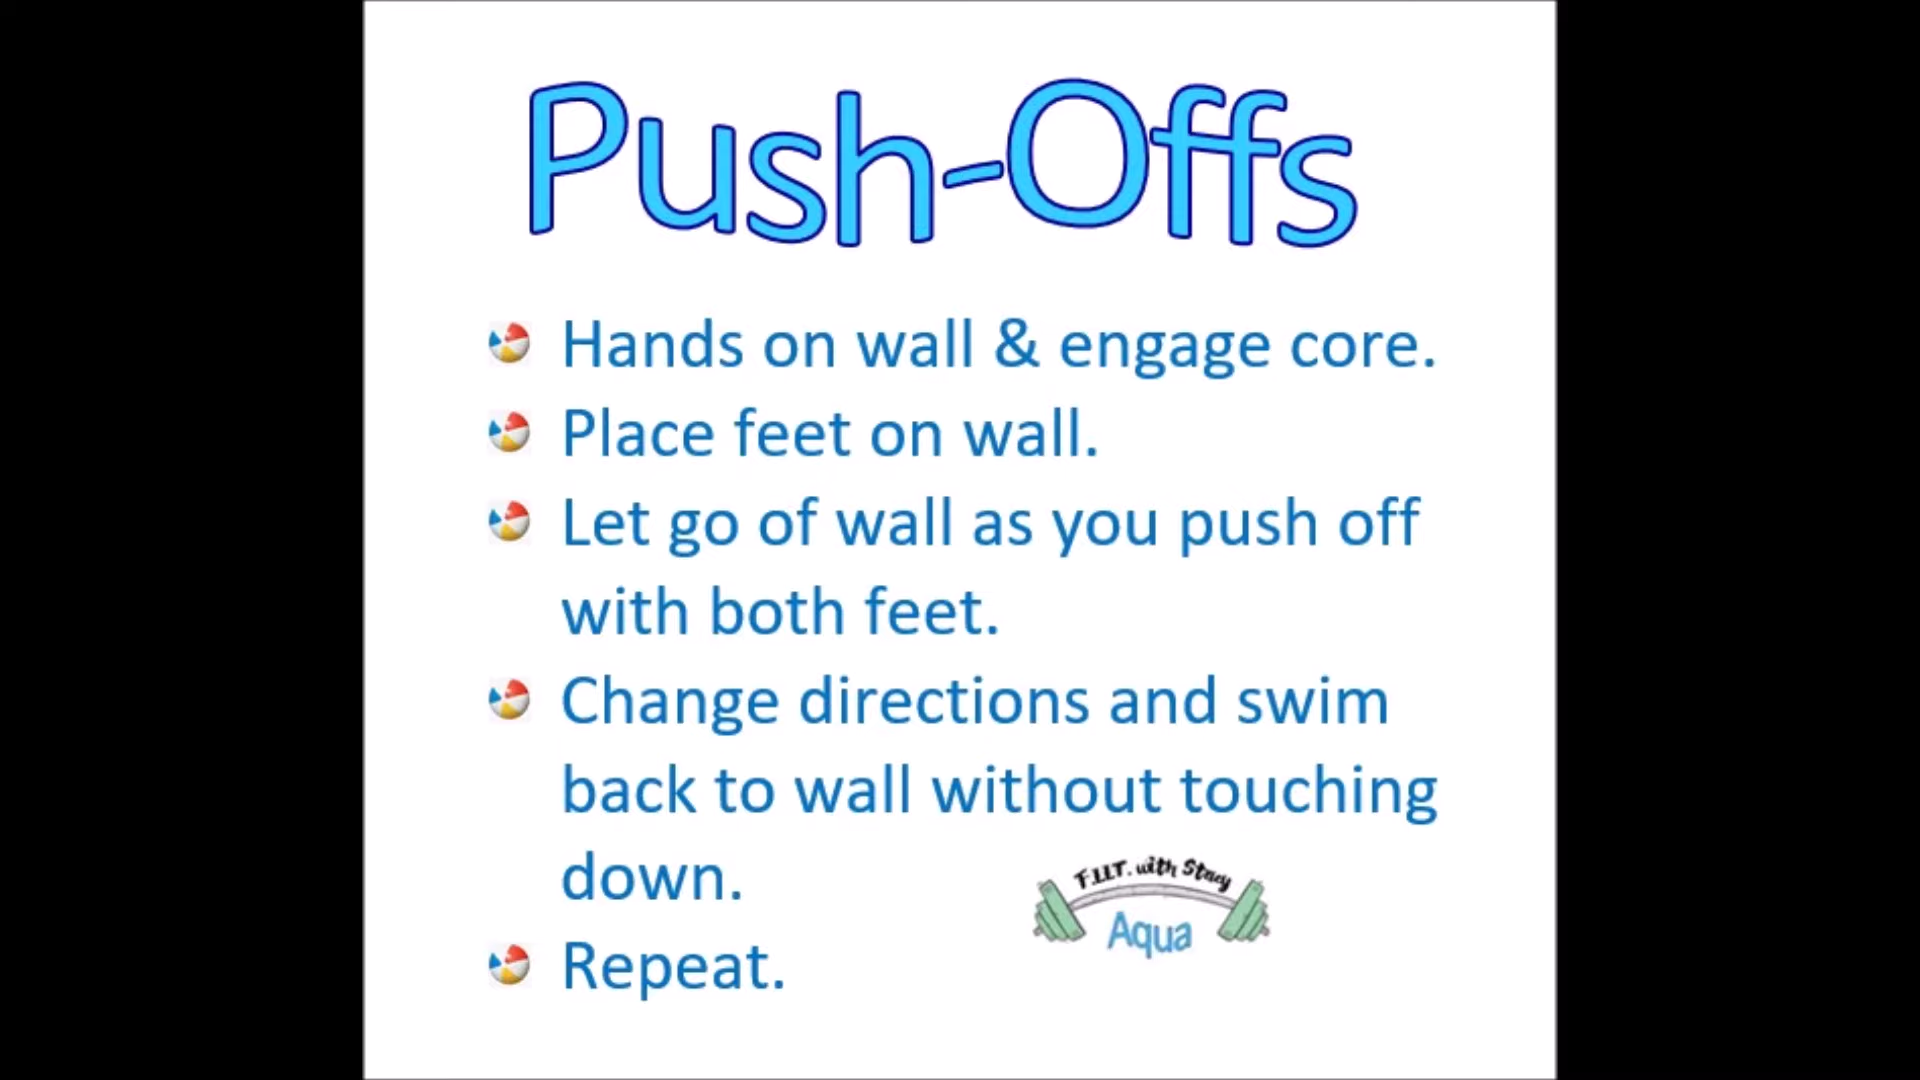 Push-Offs
Hands on wall & engage core.
Place feet on wall.
Let go of wall as you push off
with both feet.
Change directions and swim
back to wall without touching
down.
F.I.I.T. with Stacy
Aqua
Repeat.